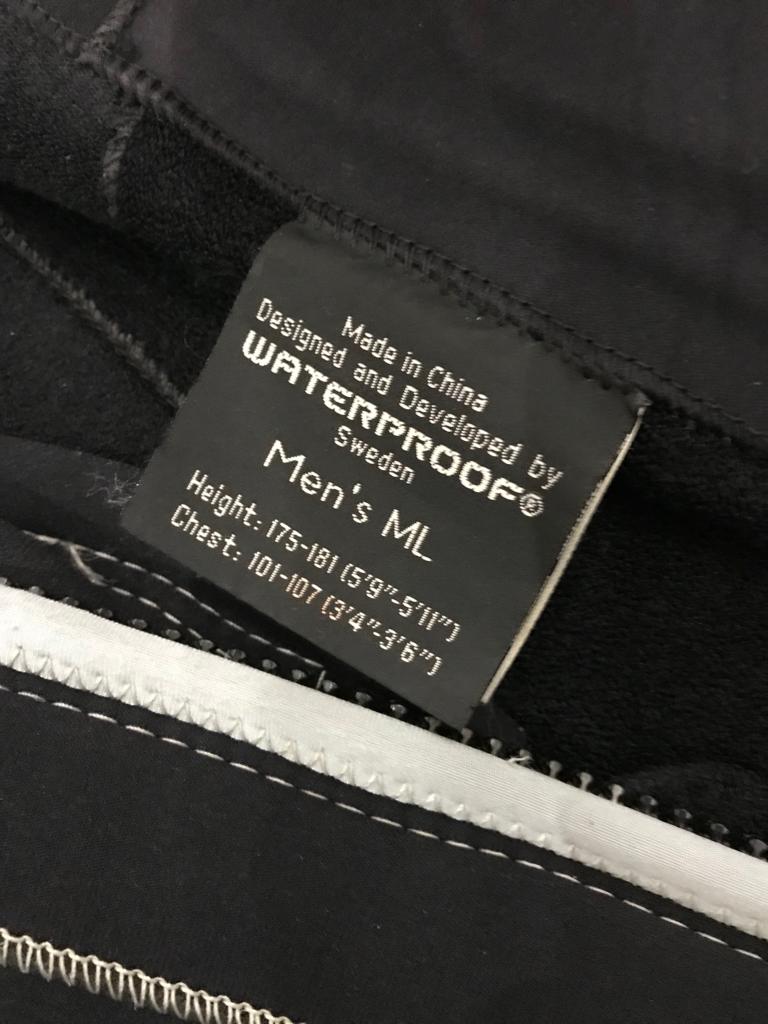 Made in China
Designed and Developed by
WATERPROOF®
Sweden
Men's ML
Height: 175-181 (5'9"-5'11")
Chest: 101-107 (3'4"-3'6")